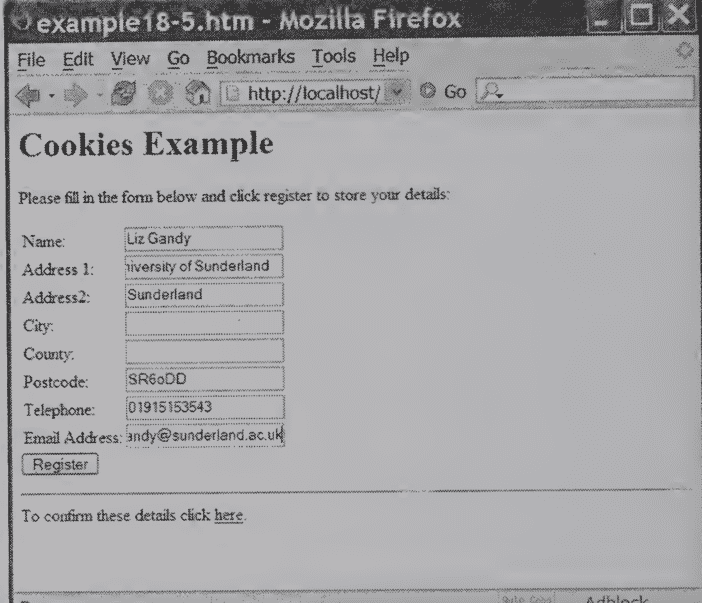 example18-5.htm - Mozilla Firefox
File Edit View Go Bookmarks Tools Help
http://localhost/ Go
Cookies Example
Please fill in the form below and click register to store your details:
Name: Liz Gandy
Address 1: iversity of Sunderland
Address2: Sunderland
City:
County:
Postcode: SR6oDD
Telephone: 01915153543
Email Address: andy@sunderland.ac.uk
Register
To confirm these details click here.
Adblock